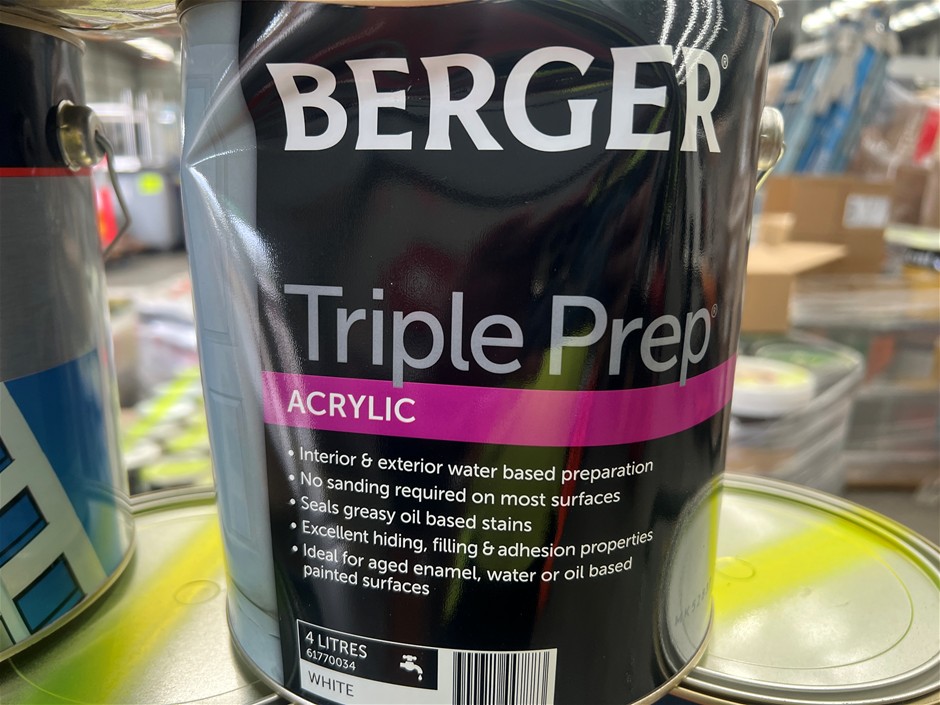 BERGER®
Triple Prep®
ACRYLIC
• Interior & exterior water based preparation
• No sanding required on most surfaces
• Seals greasy oil based stains
• Excellent hiding, filling & adhesion properties
• Ideal for aged enamel, water or oil based
painted surfaces
4 LITRES
61770034
WHITE